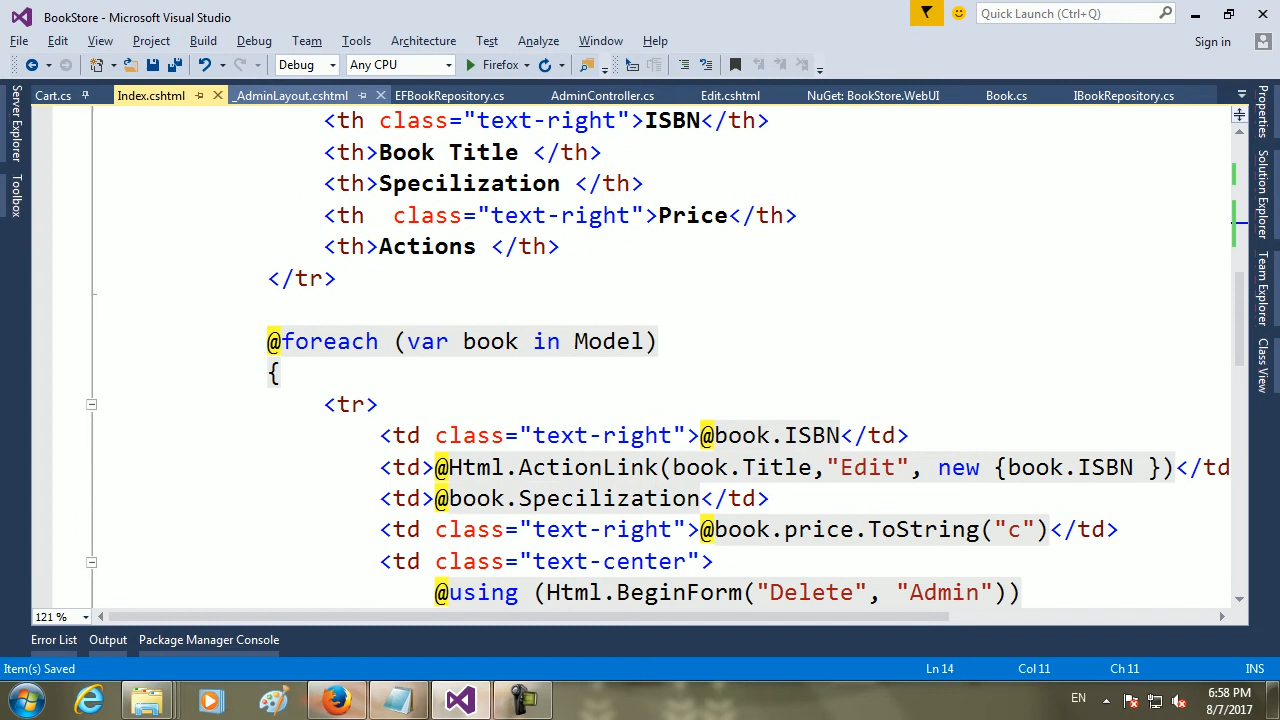 BookStore - Microsoft Visual Studio
Quick Launch (Ctrl+Q)
File Edit View Project Build Debug Team Tools Architecture Test Analyze Window Help
Sign in
Debug Any CPU Firefox
Cart.cs Index.cshtml _AdminLayout.cshtml EFBookRepository.cs AdminController.cs Edit.cshtml NuGet: BookStore.WebUI Book.cs IBookRepository.cs
Server Explorer
Toolbox
<th class="text-right">ISBN</th>
<th>Book Title </th>
<th>Specilization </th>
<th  class="text-right">Price</th>
<th>Actions </th>
</tr>
@foreach (var book in Model)
{
<tr>
<td class="text-right">@book.ISBN</td>
<td>@Html.ActionLink(book.Title,"Edit", new {book.ISBN })</td
<td>@book.Specilization</td>
<td class="text-right">@book.price.ToString("c")</td>
<td class="text-center">
@using (Html.BeginForm("Delete", "Admin"))
Properties
Solution Explorer
Team Explorer
Class View
121 %
Error List Output Package Manager Console
Item(s) Saved Ln 14 Col 11 Ch 11 INS
EN 6:58 PM
8/7/2017